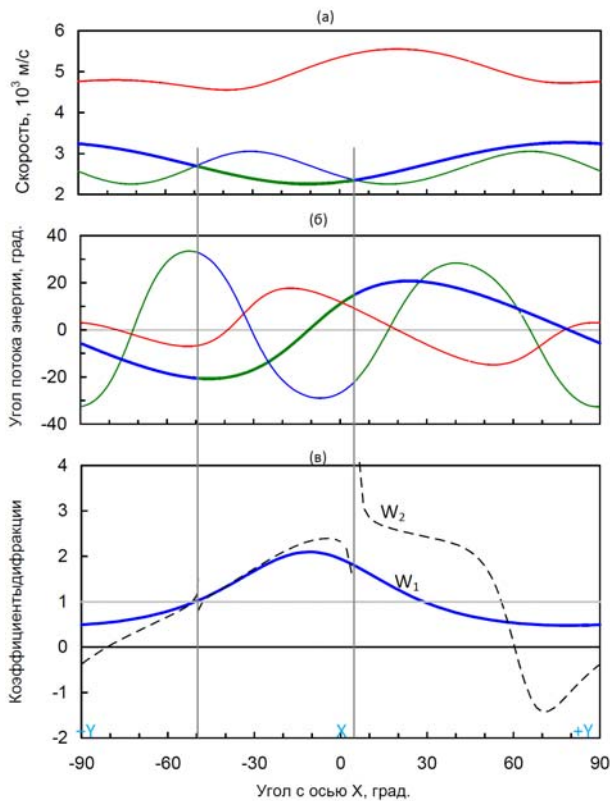 (а)
6
5
4
3
2
Скорость, 10³ м/с
(б)
40
20
0
-20
-40
Угол потока энергии, град.
(в)
4
3
2
1
0
-1
-2
Коэффициентыдифракции
W₂
W₁
+Y
X
+Y
-90 -60 -30 0 30 60 90
Угол с осью X, град.